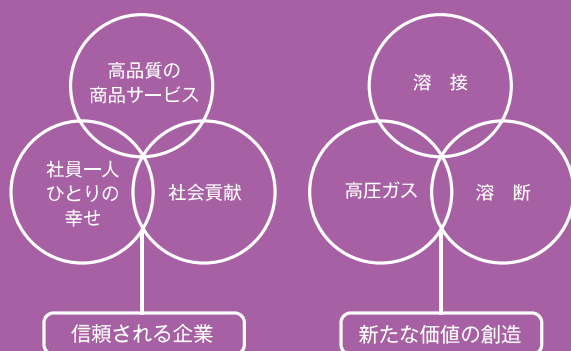 高品質の
商品サービス
社員一人
ひとりの
幸せ
社会貢献
信頼される企業
溶　接
高圧ガス
溶　断
新たな価値の創造